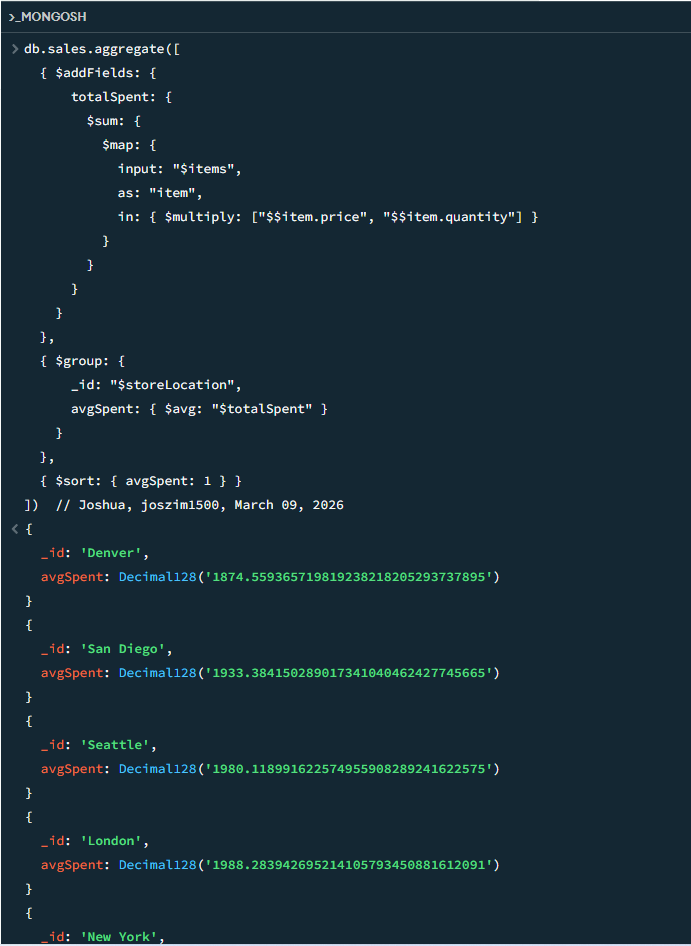 >_MONGOSH
> db.sales.aggregate([
{ $addFields: {
totalSpent: {
$sum: {
$map: {
input: "$items",
as: "item",
in: { $multiply: ["$$item.price", "$$item.quantity"] }
}
}
}
}
},
{ $group: {
_id: "$storeLocation",
avgSpent: { $avg: "$totalSpent" }
}
},
{ $sort: { avgSpent: 1 } }
])  // Joshua, joszim1500, March 09, 2026
< {
_id: 'Denver',
avgSpent: Decimal128('1874.559365719819238218205293737895')
}
{
_id: 'San Diego',
avgSpent: Decimal128('1933.384150289017341040462427745665')
}
{
_id: 'Seattle',
avgSpent: Decimal128('1980.118991622574955908289241622575')
}
{
_id: 'London',
avgSpent: Decimal128('1988.283942695214105793450881612091')
}
{
_id: 'New York',